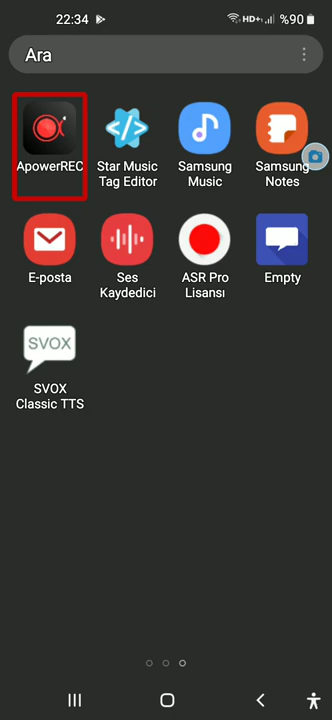 22:34 HD+ %90
Ara
ApowerREC
Star Music
Tag Editor
Samsung
Music
Samsung
Notes
E-posta
Ses
Kaydedici
ASR Pro
Lisansı
Empty
SVOX
SVOX
Classic TTS